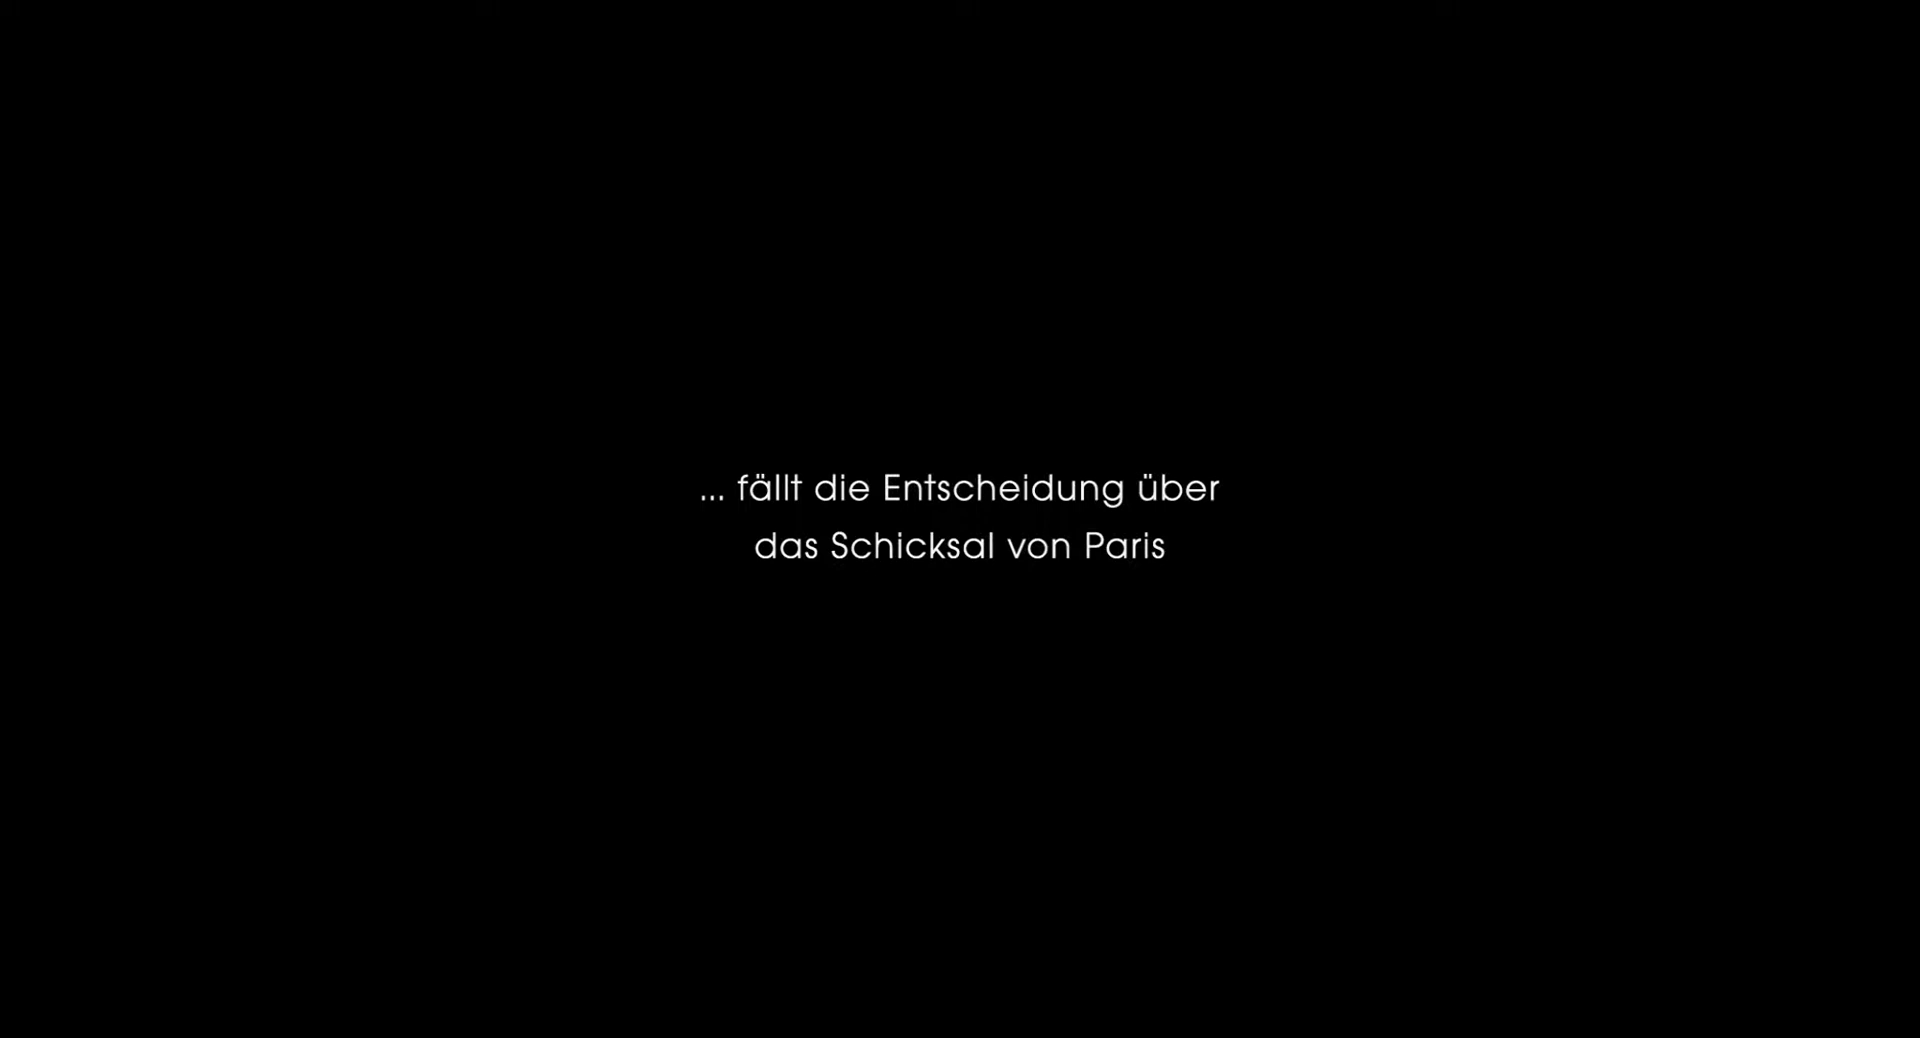 ... fällt die Entscheidung über
das Schicksal von Paris